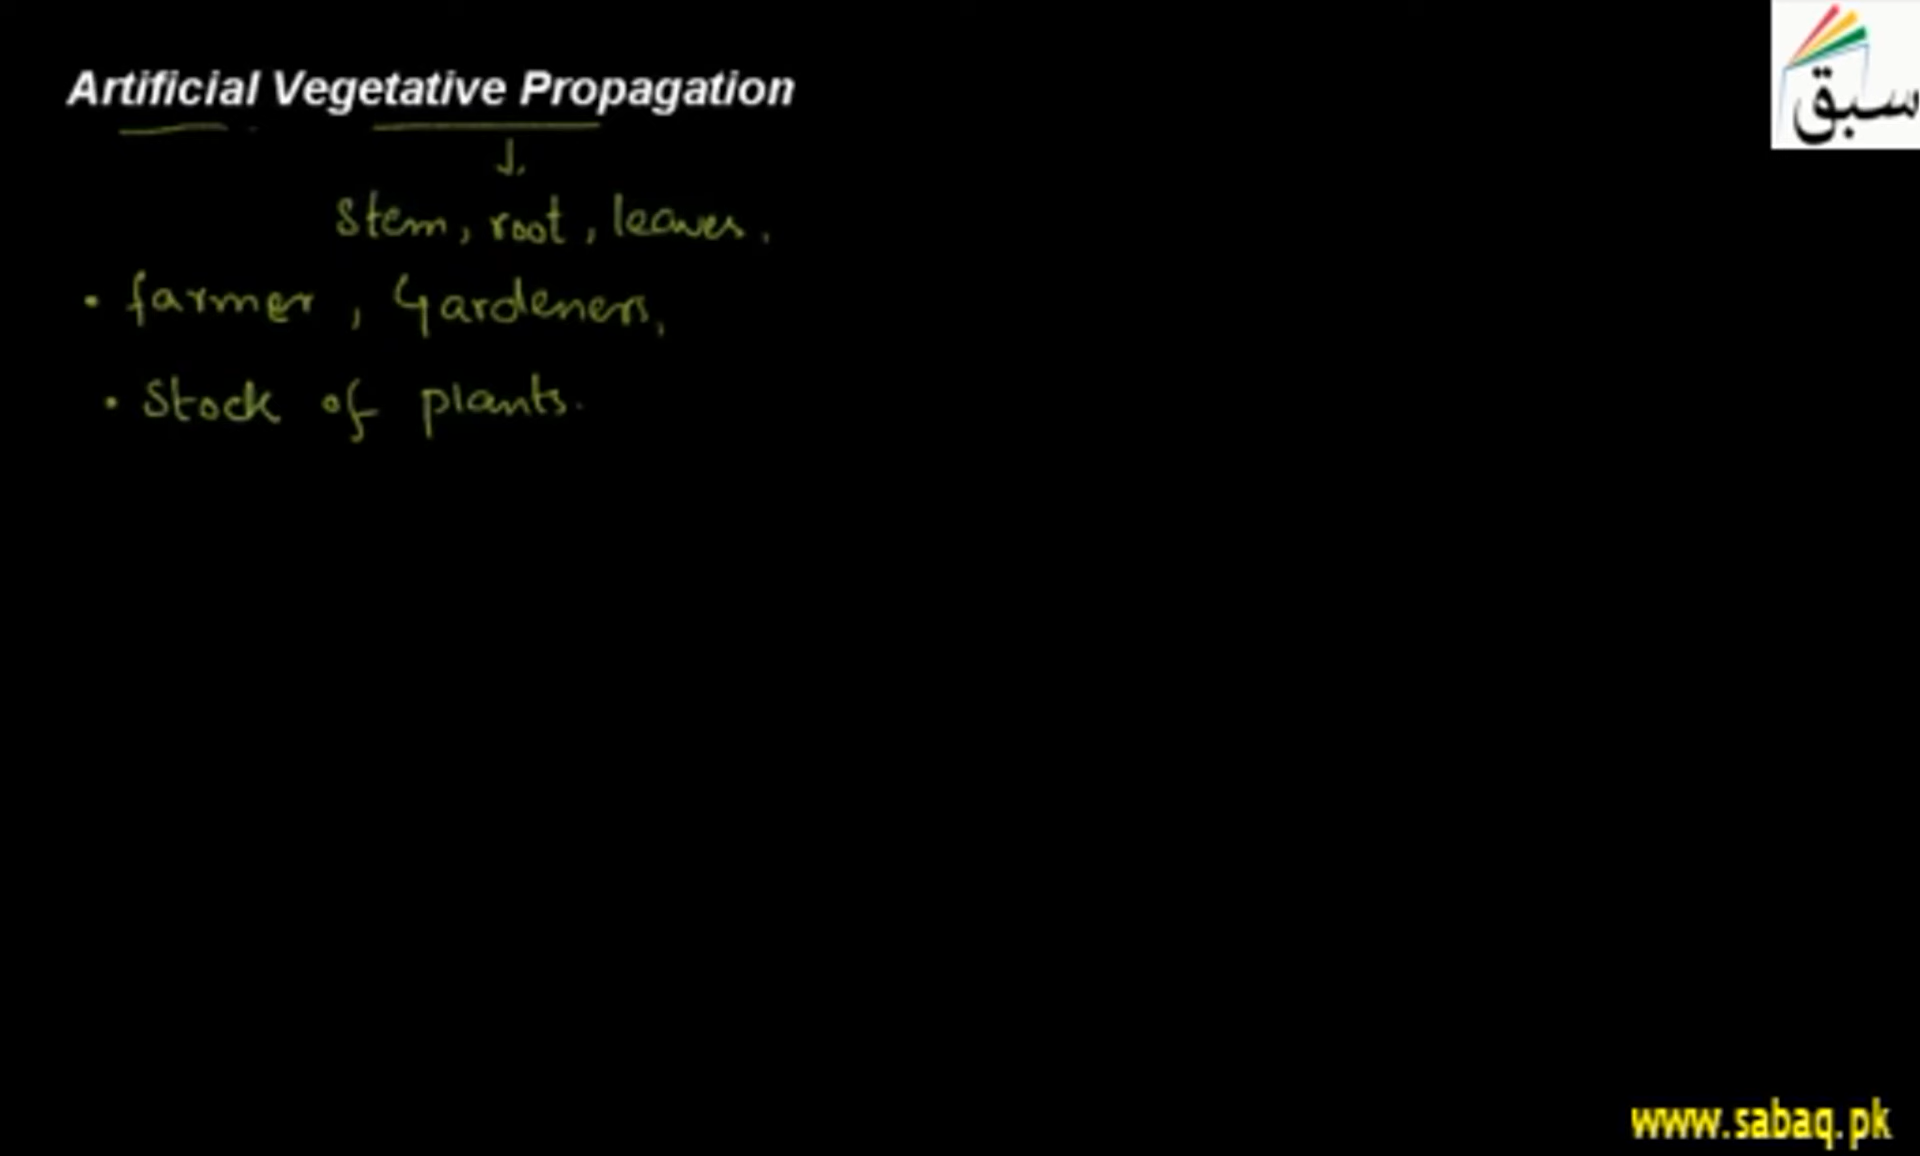 Artificial Vegetative Propagation
سبق
Stem, root, leaves,
• farmer, Gardeners,
• Stock of plants.
www.sabaq.pk